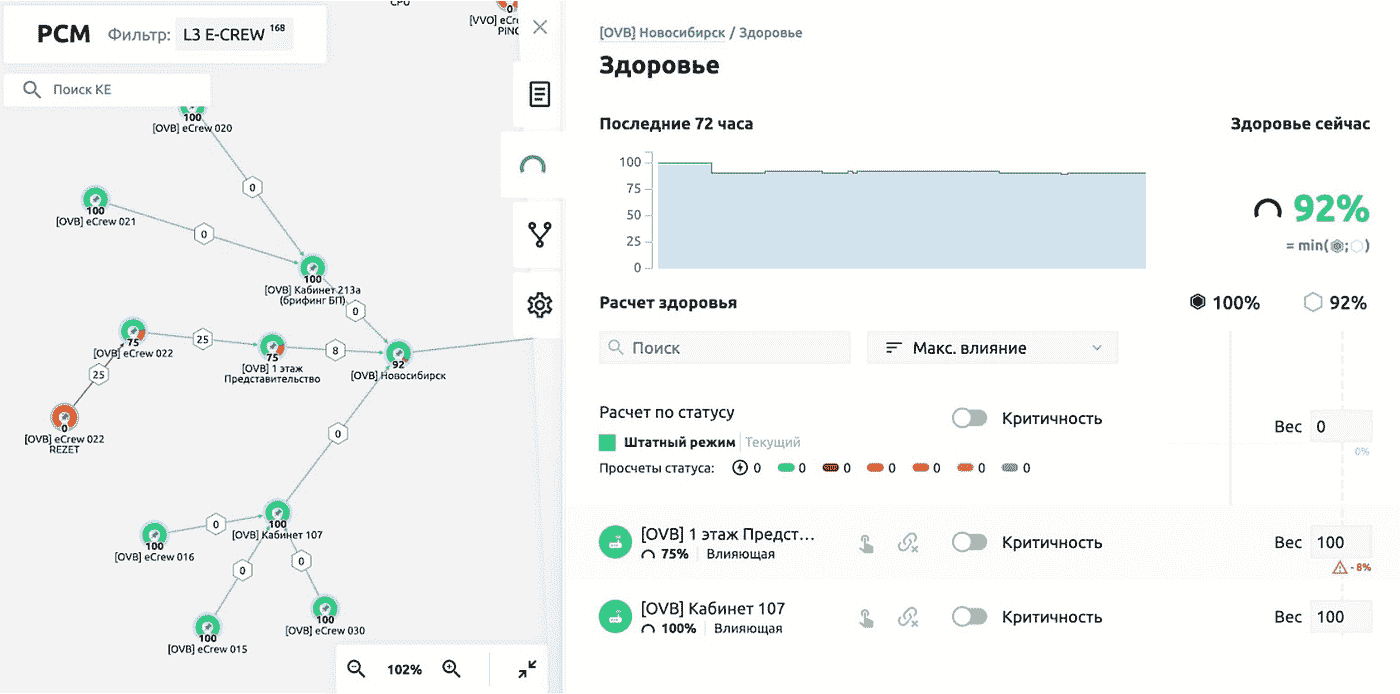 CPU
[VVO] eCre
PING
РСМ
Фильтр:
L3 E-CREW 168
Поиск КЕ
100
[OVB] eCrew 020
0
100
[OVB] eCrew 021
0
100
[OVB] Кабинет 213а
(брифинг БП)
0
75
[OVB] eCrew 022
25
75
[OVB] 1 этаж
Представительство
8
92
[OVB] Новосибирск
25
0
[OVB] eCrew 022
REZET
0
100
[OVB] Кабинет 107
0
100
[OVB] eCrew 016
0
0
100
[OVB] eCrew 015
100
[OVB] eCrew 030
102%
[OVB] Новосибирск / Здоровье
Здоровье
Последние 72 часа
Здоровье сейчас
100
75
50
25
0
92%
= min( ; )
Расчет здоровья
100%
92%
Поиск
Макс. влияние
Расчет по статусу
Критичность
Вес 0
0%
Штатный режим Текущий
Просчеты статуса: 0 0 0 0 0 0 0
[OVB] 1 этаж Предст...
75% Влияющая
Критичность
Вес 100
- 8%
[OVB] Кабинет 107
100% Влияющая
Критичность
Вес 100